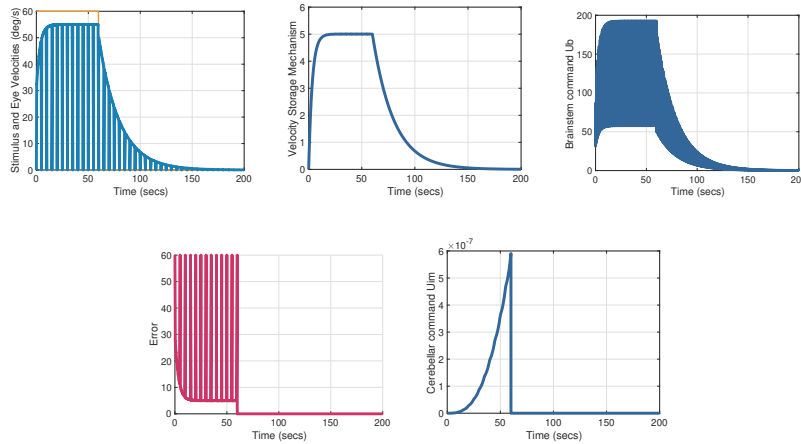 Stimulus and Eye Velocities (deg/s)
60
50
40
30
20
10
0
0 50 100 150 200
Time (secs)
Velocity Storage Mechanism
6
5
4
3
2
1
0
0 50 100 150 200
Time (secs)
Brainstem command Ub
200
150
100
50
0
0 50 100 150 200
Time (secs)
Error
60
50
40
30
20
10
0
0 50 100 150 200
Time (secs)
×10⁻⁷
Cerebellar command Uim
6
5
4
3
2
1
0
0 50 100 150 200
Time (secs)